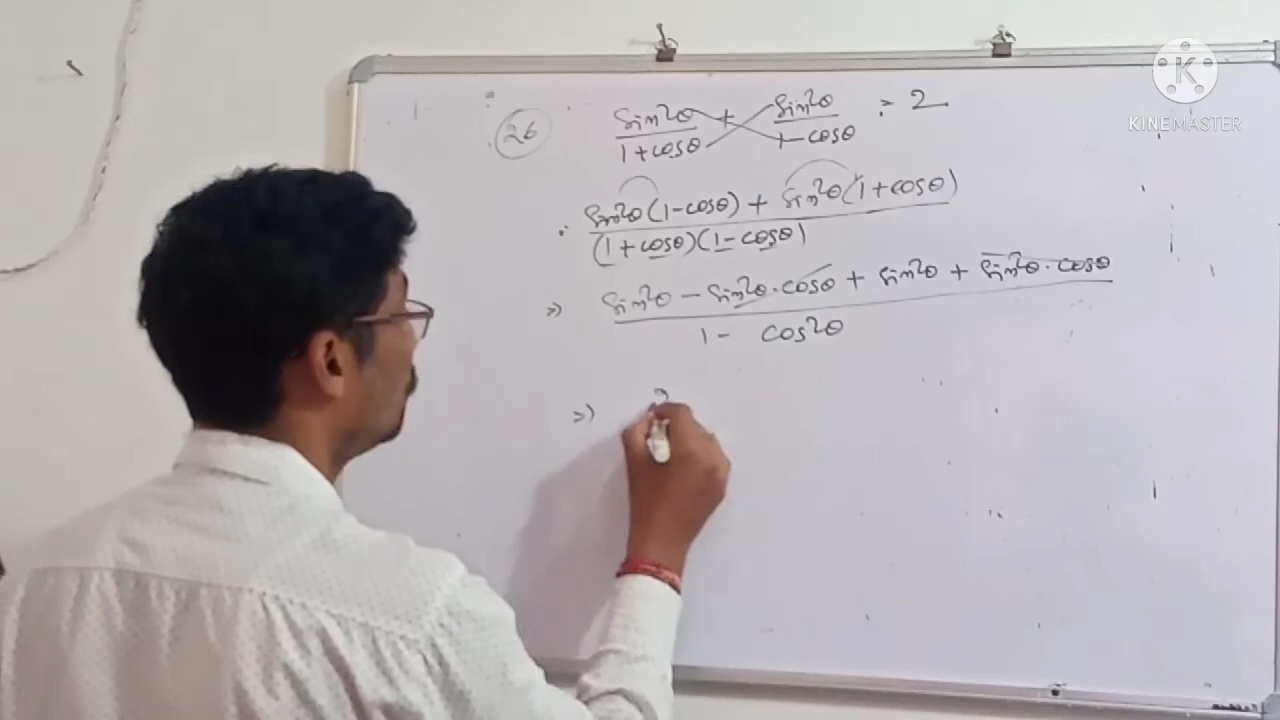 (26) sin²θ/1+cosθ + sin²θ/1-cosθ = 2
∴ sin²θ(1-cosθ) + sin²θ(1+cosθ)
(1+cosθ)(1-cosθ)
=) sin²θ - sin²θ·cosθ + sin²θ + sin²θ·cosθ
1 - cos²θ
=) 2
KINEMASTER